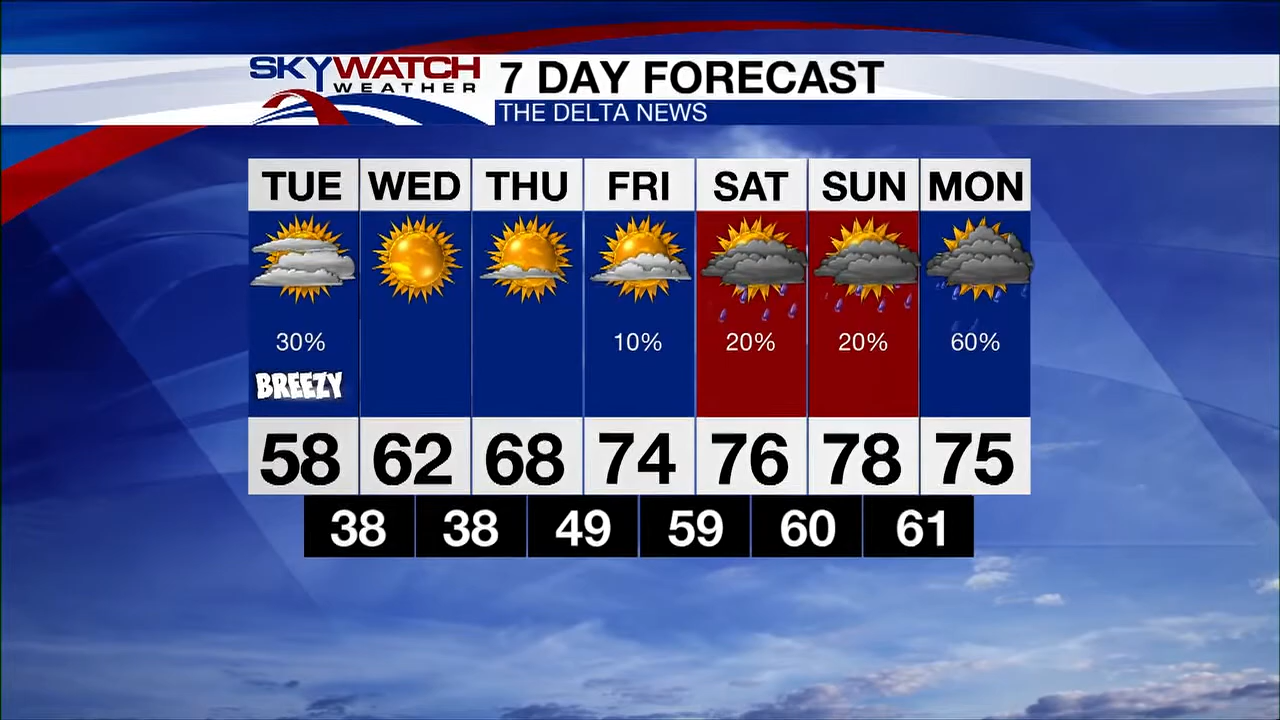 SKYWATCH
WEATHER
7 DAY FORECAST
THE DELTA NEWS
TUE WED THU FRI SAT SUN MON
30% 10% 20% 20% 60%
BREEZY
58 62 68 74 76 78 75
38 38 49 59 60 61